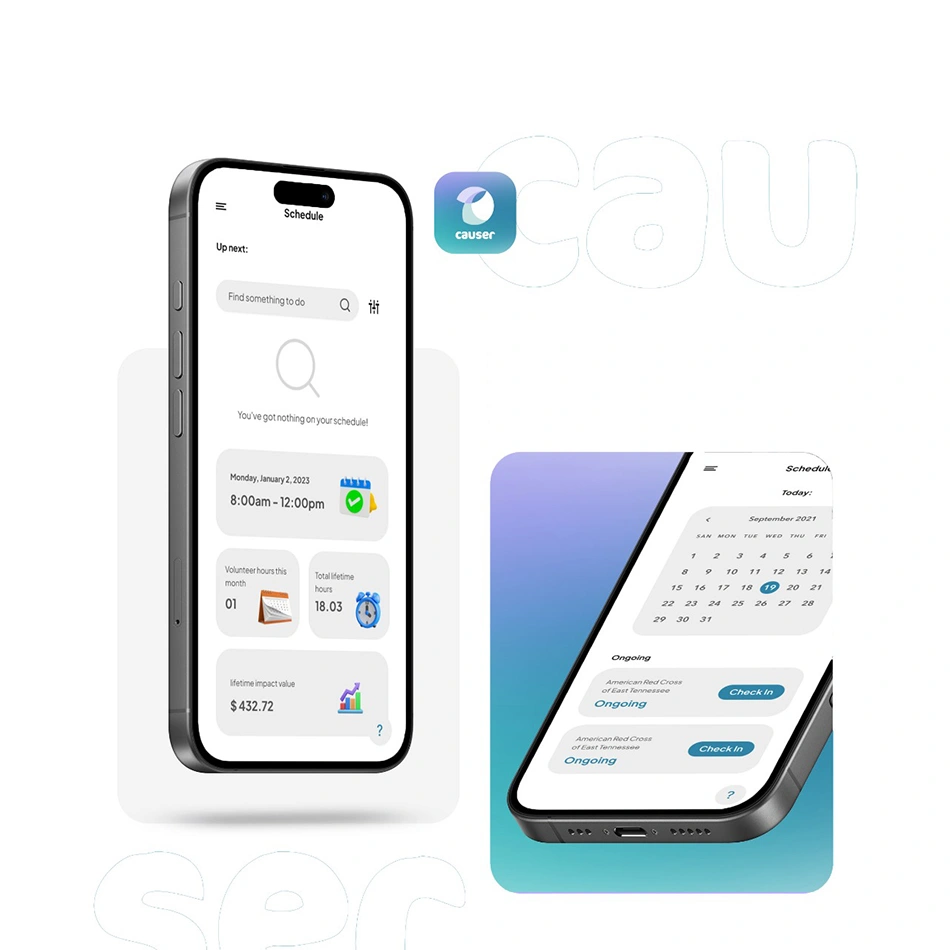 cau
causer
Schedule
Up next:
Find something to do
You've got nothing on your schedule!
Monday, January 2, 2023
8:00am - 12:00pm
Volunteer hours this
month
01
Total lifetime
hours
18.03
lifetime impact value
$ 432.72
?
Schedule
Today:
September 2021
SAN MON TUE WED THU FRI
1 2 3 4 5 6
8 9 10 11 12 13 14
15 16 17 18 19 20 21
22 23 24 25 26 27 28
29 30 31
Ongoing
American Red Cross
of East Tennessee
Ongoing
Check In
American Red Cross
of East Tennessee
Ongoing
Check In
?
ser